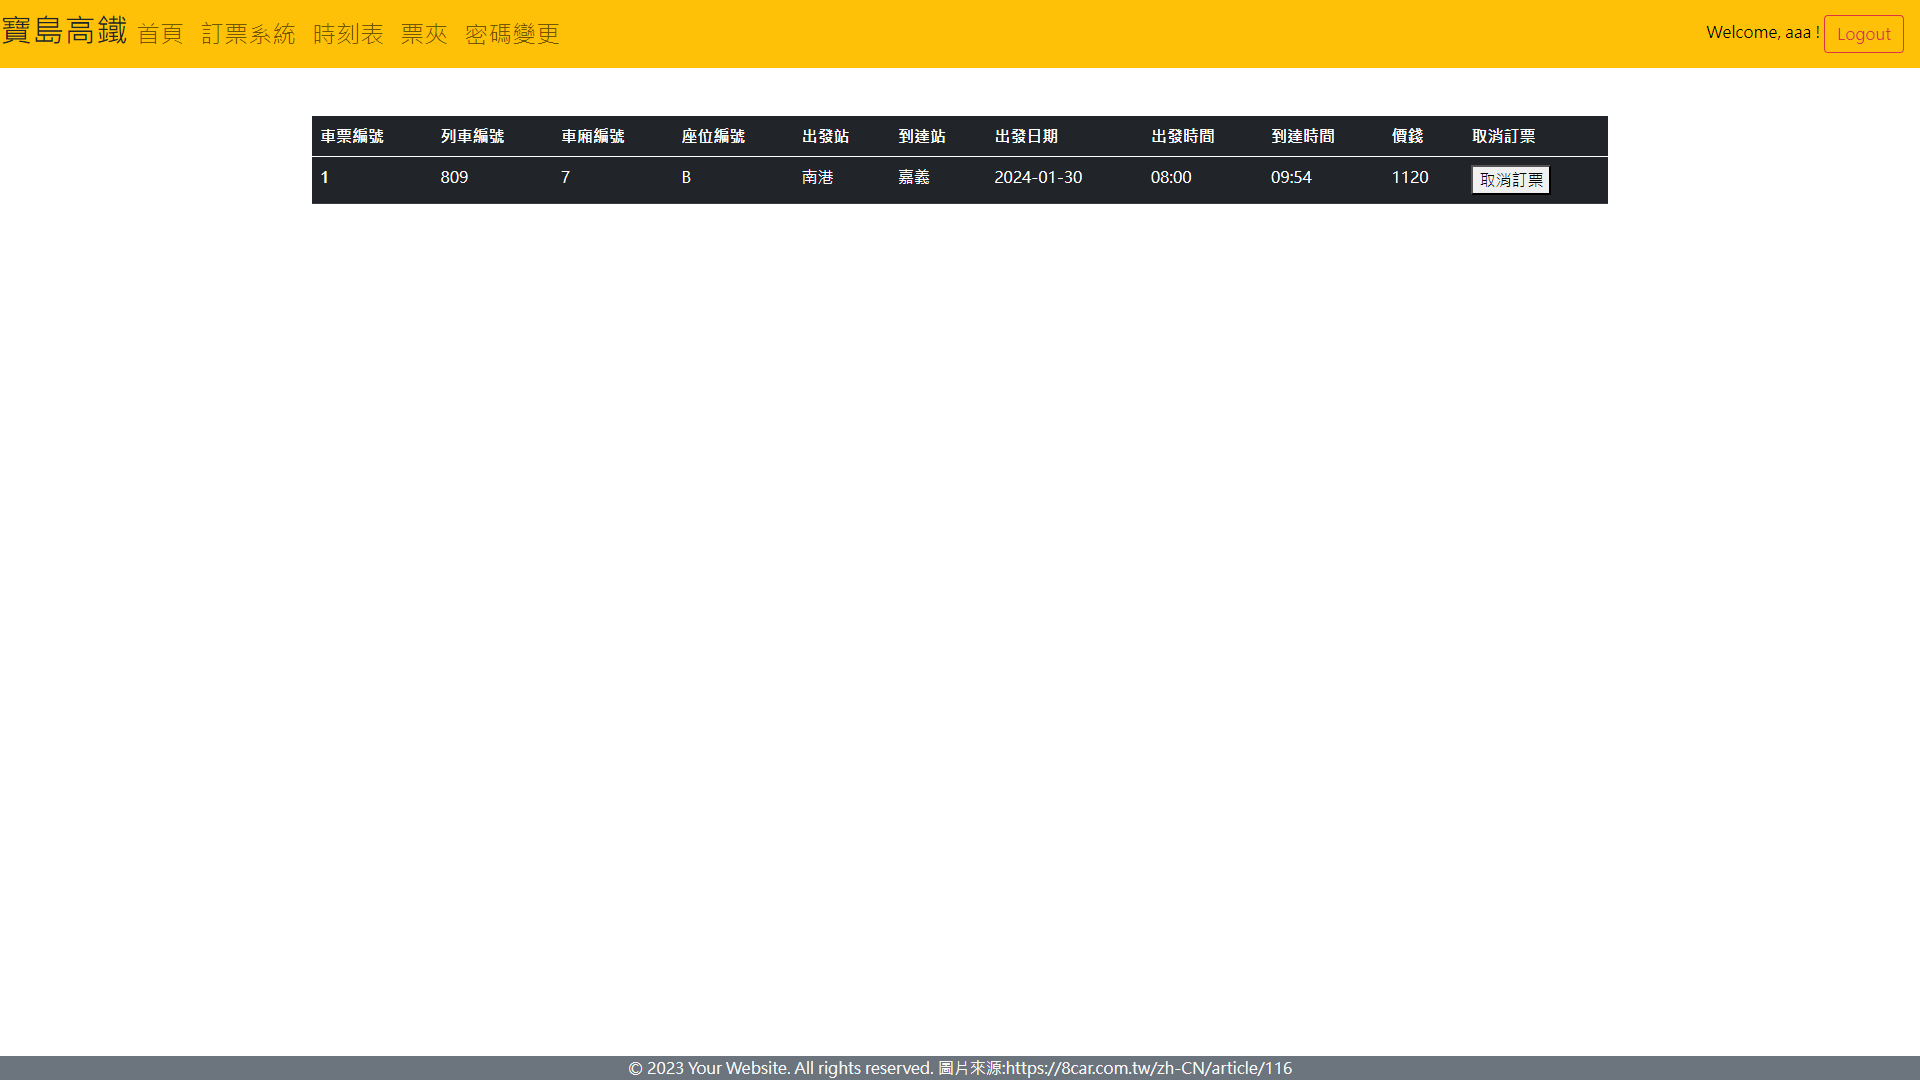 寶島高鐵 首頁 訂票系統 時刻表 票夾 密碼變更 Welcome, aaa ! Logout
車票編號 列車編號 車廂編號 座位編號 出發站 到達站 出發日期 出發時間 到達時間 價錢 取消訂票
1 809 7 B 南港 嘉義 2024-01-30 08:00 09:54 1120 取消訂票
© 2023 Your Website. All rights reserved. 圖片來源:https://8car.com.tw/zh-CN/article/116